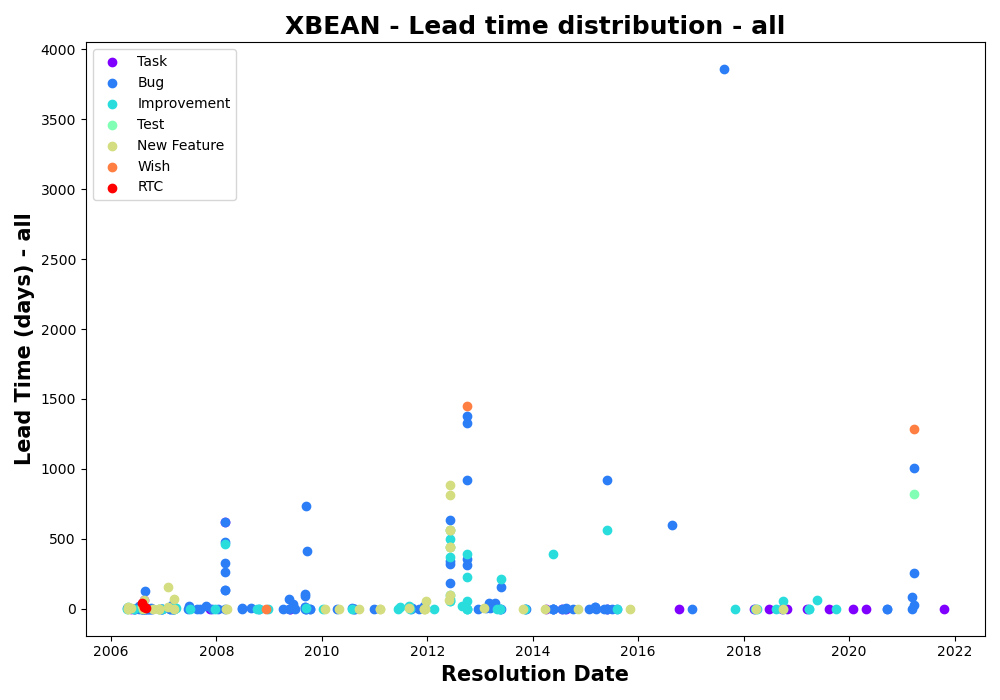 XBEAN - Lead time distribution - all
Lead Time (days) - all
4000
3500
3000
2500
2000
1500
1000
500
0
Task
Bug
Improvement
Test
New Feature
Wish
RTC
2006 2008 2010 2012 2014 2016 2018 2020 2022
Resolution Date